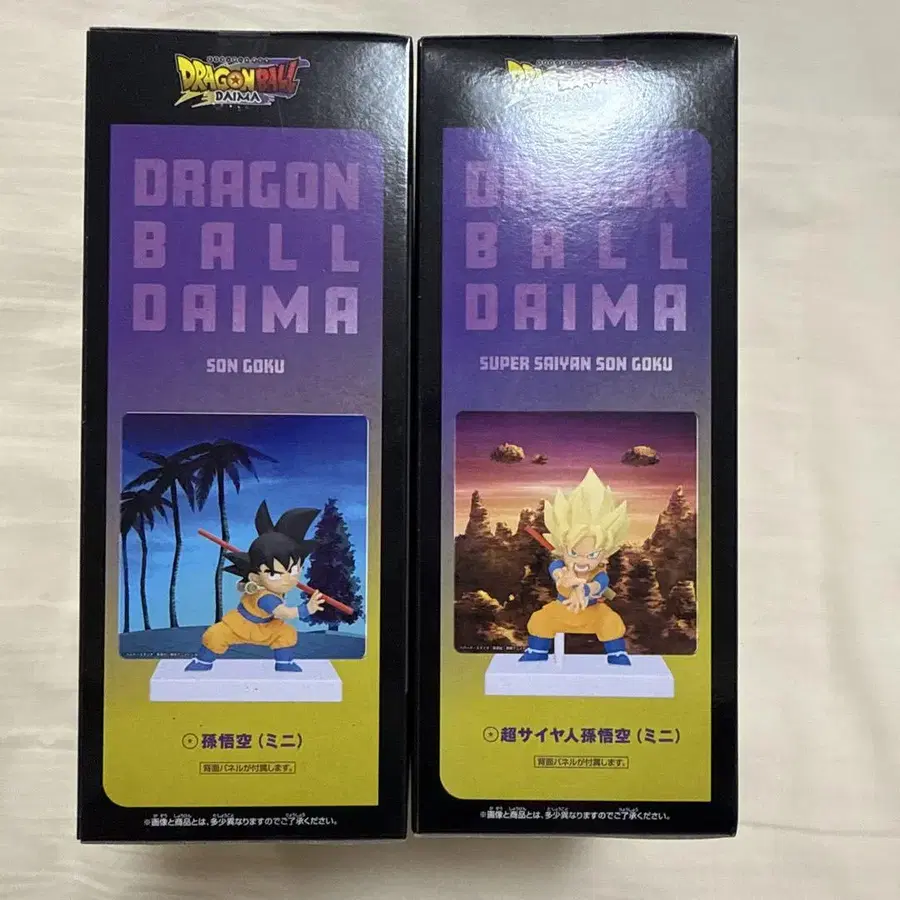 DRAGON BALL
DAIMA
DRAGON
BALL
DAIMA
SON GOKU
孫悟空(ミニ)
背面パネルが付属します。
※画像と商品とは、多少異なりますのでご了承ください。
DRAGON BALL
DAIMA
DRAGON
BALL
DAIMA
SUPER SAIYAN SON GOKU
超サイヤ人孫悟空(ミニ)
背面パネルが付属します。
※画像と商品とは、多少異なりますのでご了承ください。